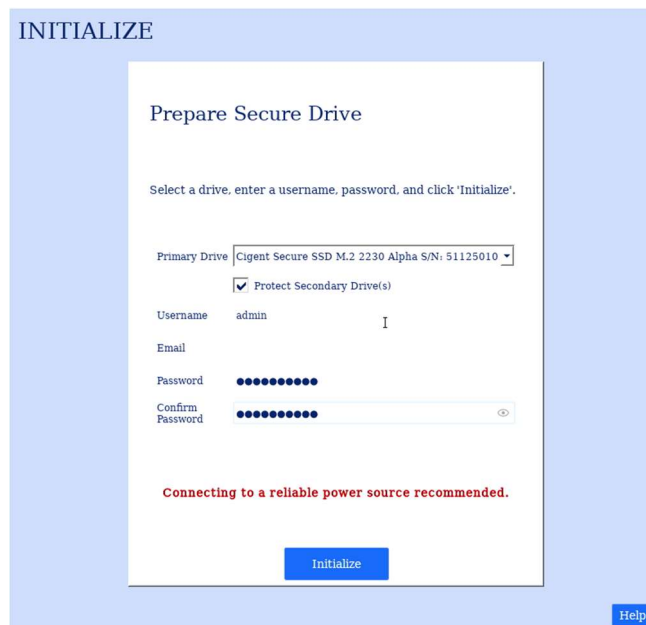 INITIALIZE
Prepare Secure Drive
Select a drive, enter a username, password, and click 'Initialize'.
Primary Drive Cigent Secure SSD M.2 2230 Alpha S/N: 51125010
Protect Secondary Drive(s)
Username admin
Email
Password ●●●●●●●●●●
Confirm
Password ●●●●●●●●●●
Connecting to a reliable power source recommended.
Initialize
Help